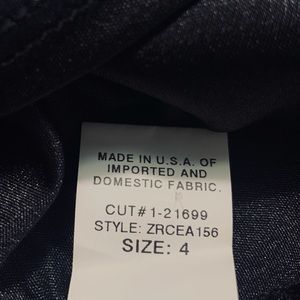 MADE IN U.S.A. OF
IMPORTED AND
DOMESTIC FABRIC.
CUT# 1-21699
STYLE: ZRCEA156
SIZE: 4